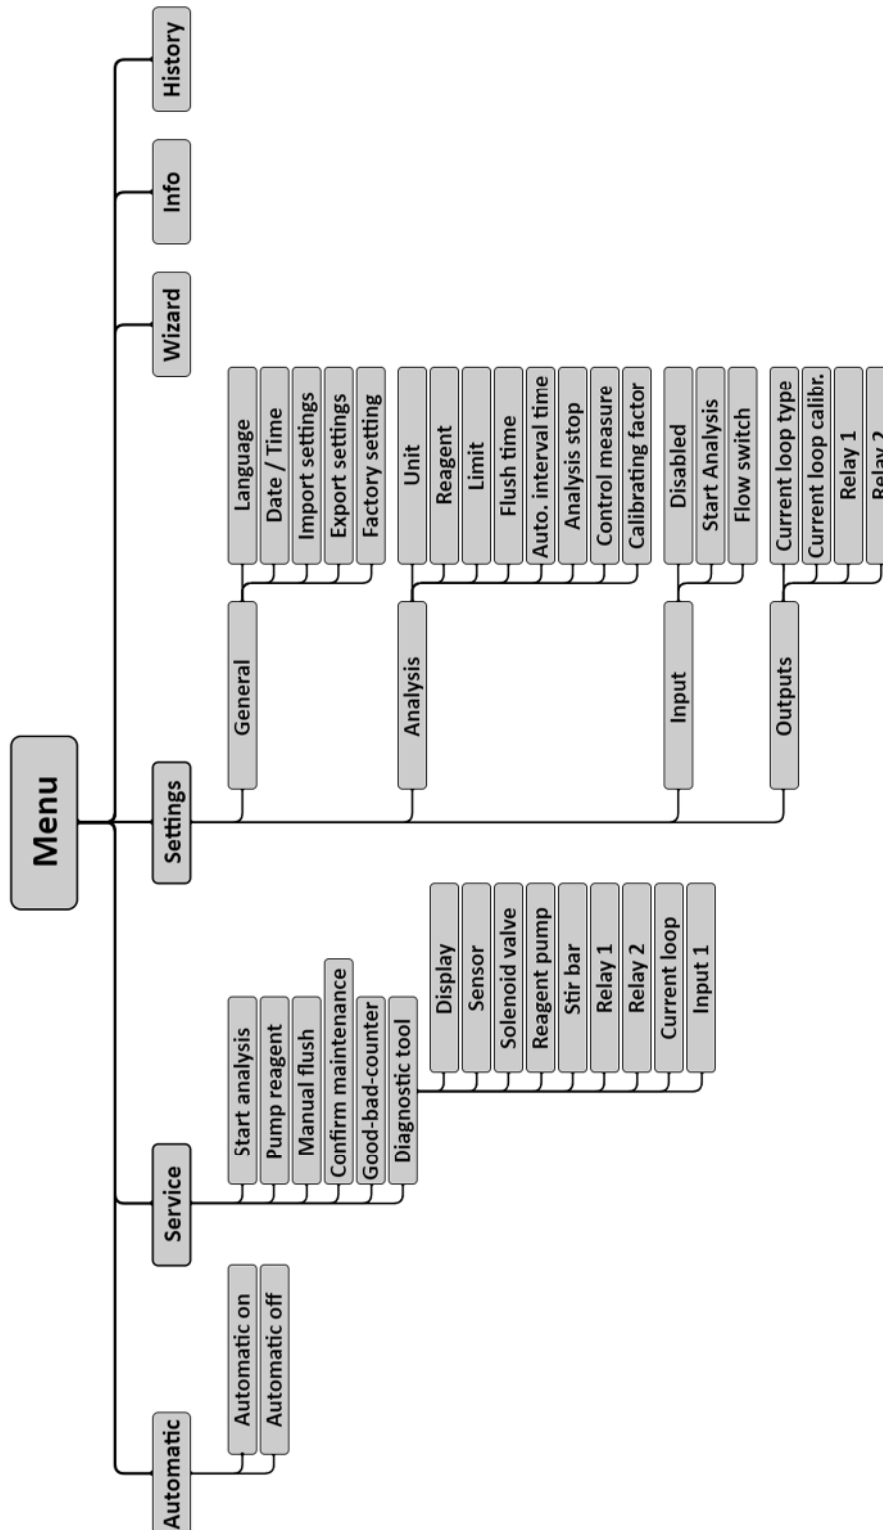 Menu
Automatic
Automatic on
Automatic off
Service
Start analysis
Pump reagent
Manual flush
Confirm maintenance
Good-bad-counter
Diagnostic tool
Display
Sensor
Solenoid valve
Reagent pump
Stir bar
Relay 1
Relay 2
Current loop
Input 1
Settings
General
Language
Date / Time
Import settings
Export settings
Factory setting
Analysis
Unit
Reagent
Limit
Flush time
Auto. interval time
Analysis stop
Control measure
Calibrating factor
Input
Disabled
Start Analysis
Flow switch
Outputs
Current loop type
Current loop calibr.
Relay 1
Relay 2
Wizard
Info
History